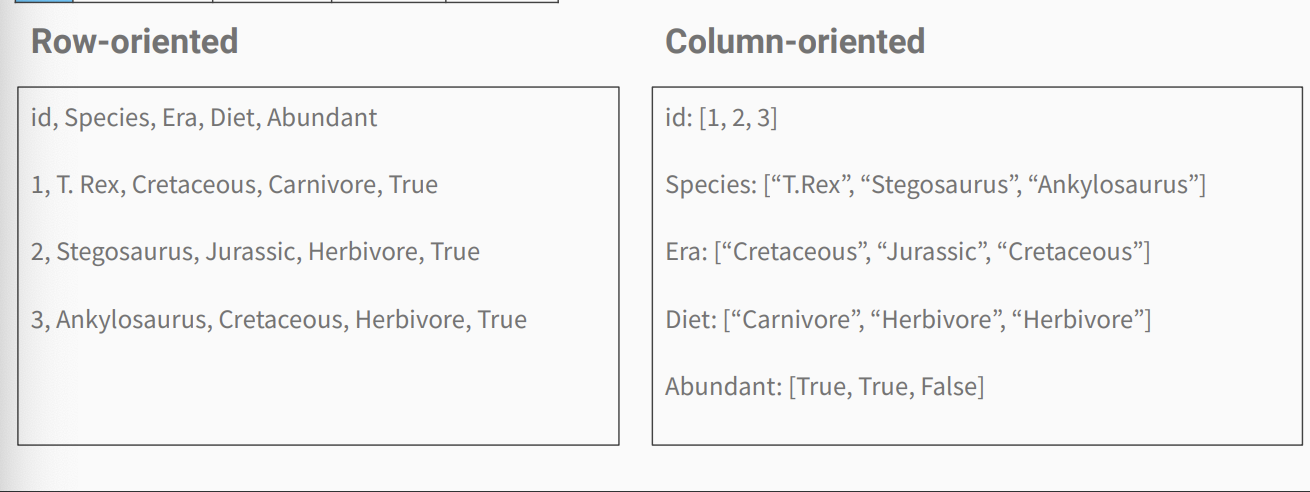 Row-oriented
id, Species, Era, Diet, Abundant
1, T. Rex, Cretaceous, Carnivore, True
2, Stegosaurus, Jurassic, Herbivore, True
3, Ankylosaurus, Cretaceous, Herbivore, True
Column-oriented
id: [1, 2, 3]
Species: [“T.Rex”, “Stegosaurus”, “Ankylosaurus”]
Era: [“Cretaceous”, “Jurassic”, “Cretaceous”]
Diet: [“Carnivore”, “Herbivore”, “Herbivore”]
Abundant: [True, True, False]